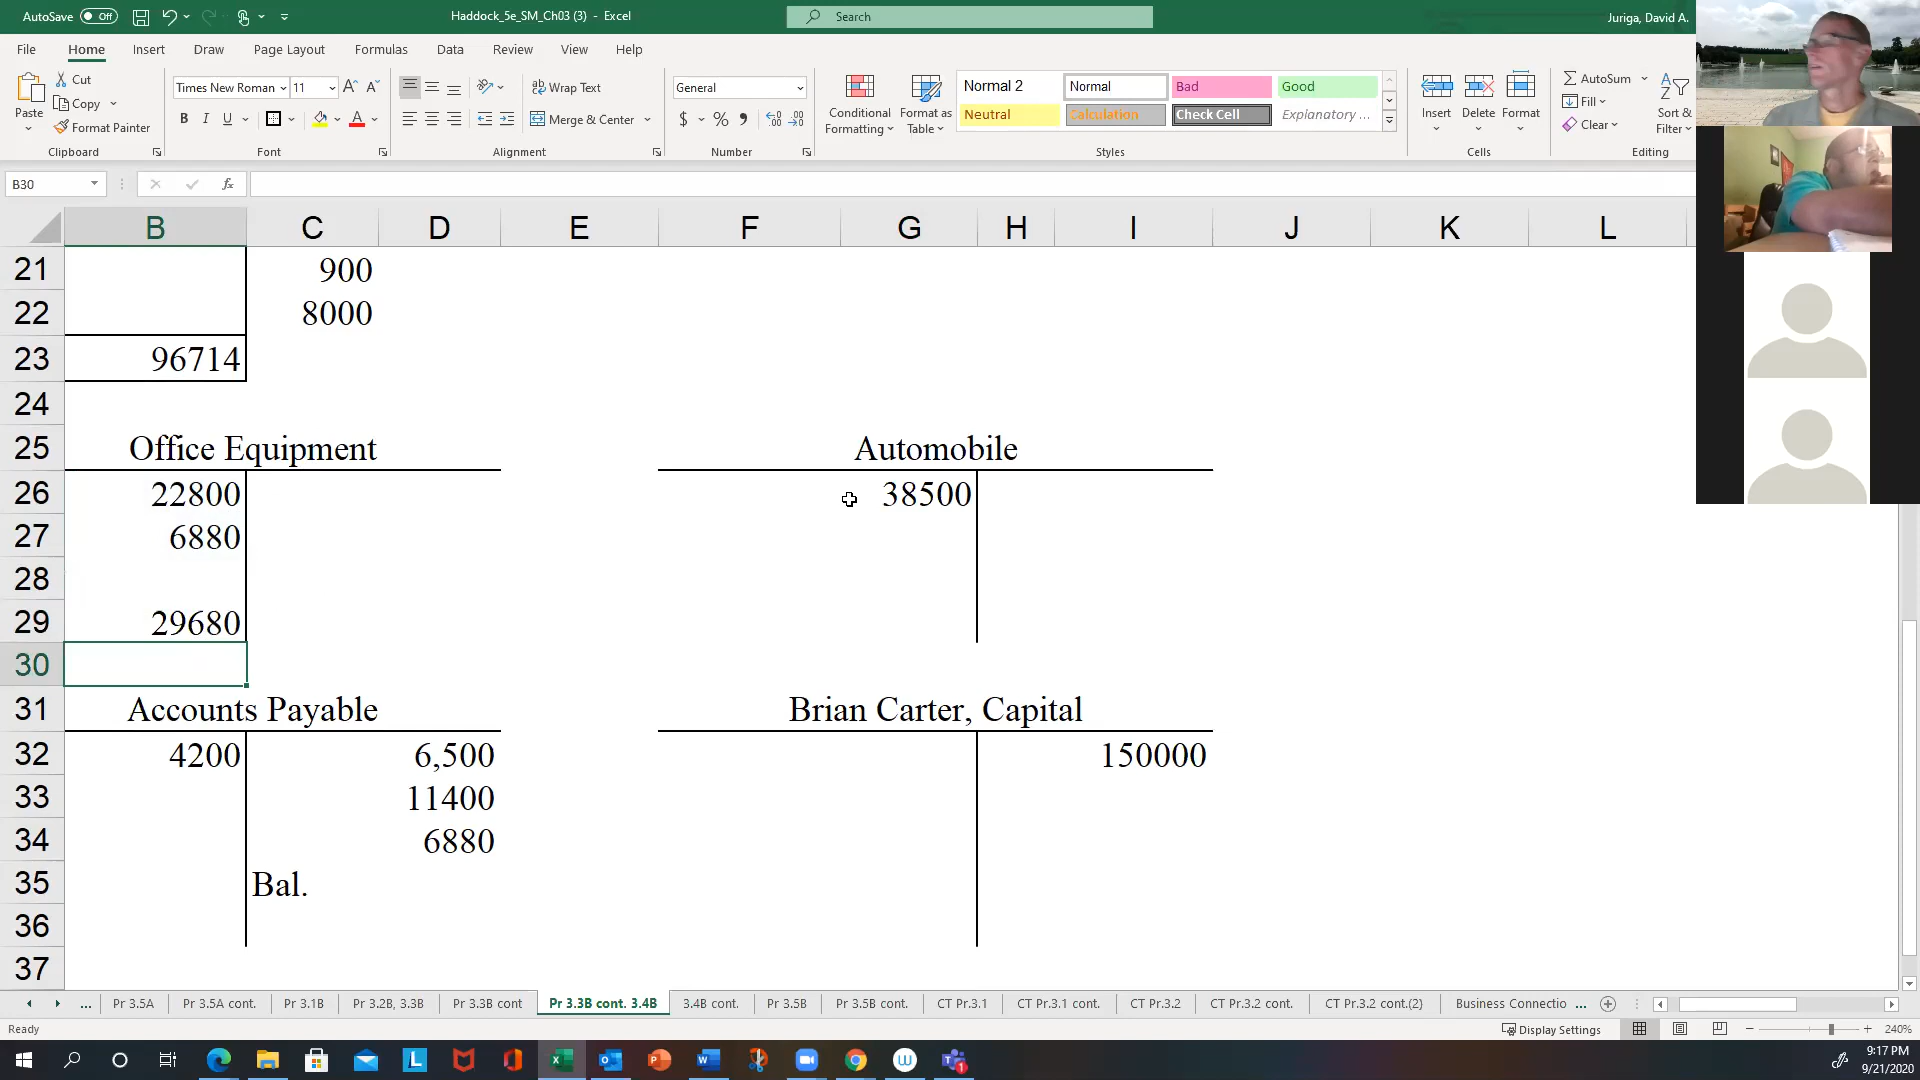 AutoSave Off
Haddock_5e_SM_Ch03 (3) - Excel
Search
Juriga, David A.
File Home Insert Draw Page Layout Formulas Data Review View Help
Paste
Cut
Copy
Format Painter
Clipboard
Times New Roman 11
B I U
Font
Wrap Text
Merge & Center
Alignment
General
$ %
Number
Conditional Formatting
Format as Table
Normal 2 Normal Bad Good
Neutral Calculation Check Cell Explanatory ...
Styles
Insert Delete Format
Cells
AutoSum
Fill
Clear
Sort & Filter
Editing
B30
fx
B C D E F G H I J K L
21 900
22 8000
23 96714
24
25 Office Equipment Automobile
26 22800 38500
27 6880
28
29 29680
30
31 Accounts Payable Brian Carter, Capital
32 4200 6,500 150000
33 11400
34 6880
35 Bal.
36
37
... Pr 3.5A Pr 3.5A cont. Pr 3.1B Pr 3.2B, 3.3B Pr 3.3B cont Pr 3.3B cont. 3.4B 3.4B cont. Pr 3.5B Pr 3.5B cont. CT Pr.3.1 CT Pr.3.1 cont. CT Pr.3.2 CT Pr.3.2 cont. CT Pr.3.2 cont.(2) Business Connectio ...
Ready
Display Settings
240%
9:17 PM
9/21/2020